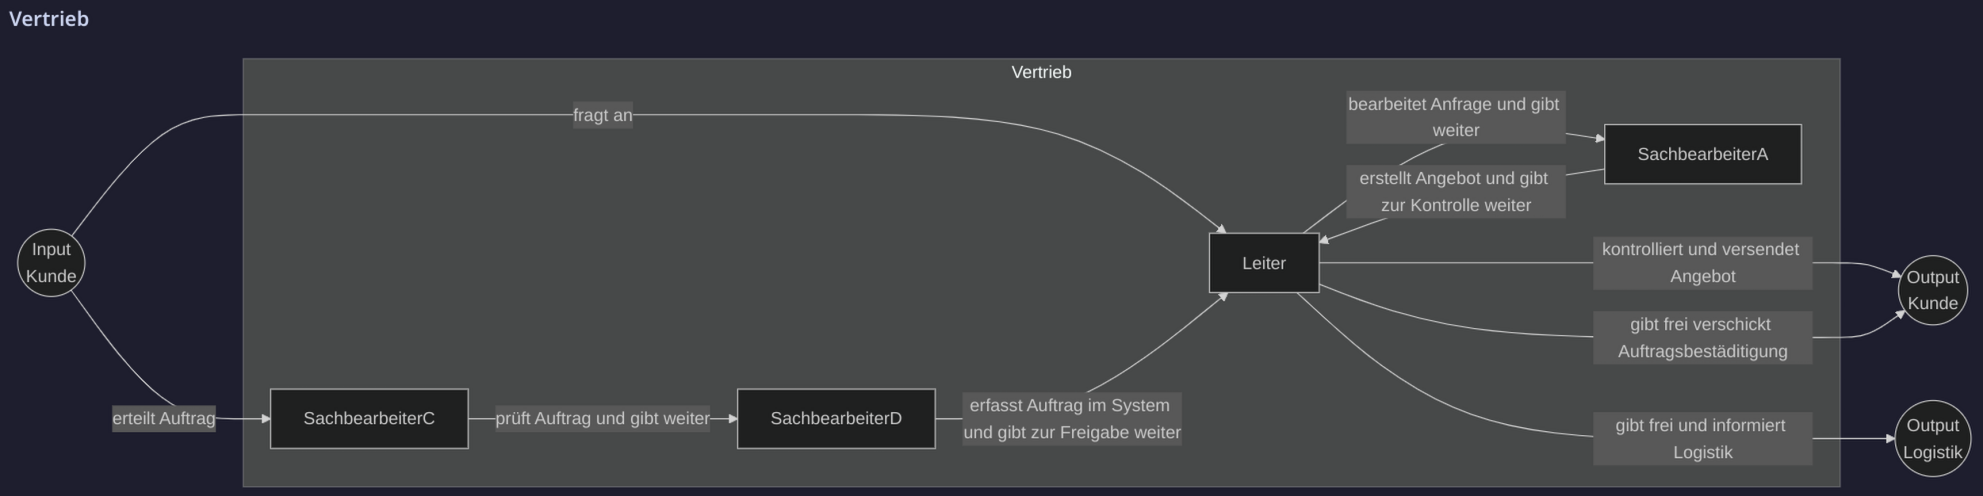 Vertrieb
Vertrieb
fragt an
bearbeitet Anfrage und gibt
weiter
SachbearbeiterA
erstellt Angebot und gibt
zur Kontrolle weiter
Input
Kunde
Leiter
kontrolliert und versendet
Angebot
Output
Kunde
gibt frei verschickt
Auftragsbestäditigung
erteilt Auftrag
SachbearbeiterC
prüft Auftrag und gibt weiter
SachbearbeiterD
erfasst Auftrag im System
und gibt zur Freigabe weiter
gibt frei und informiert
Logistik
Output
Logistik